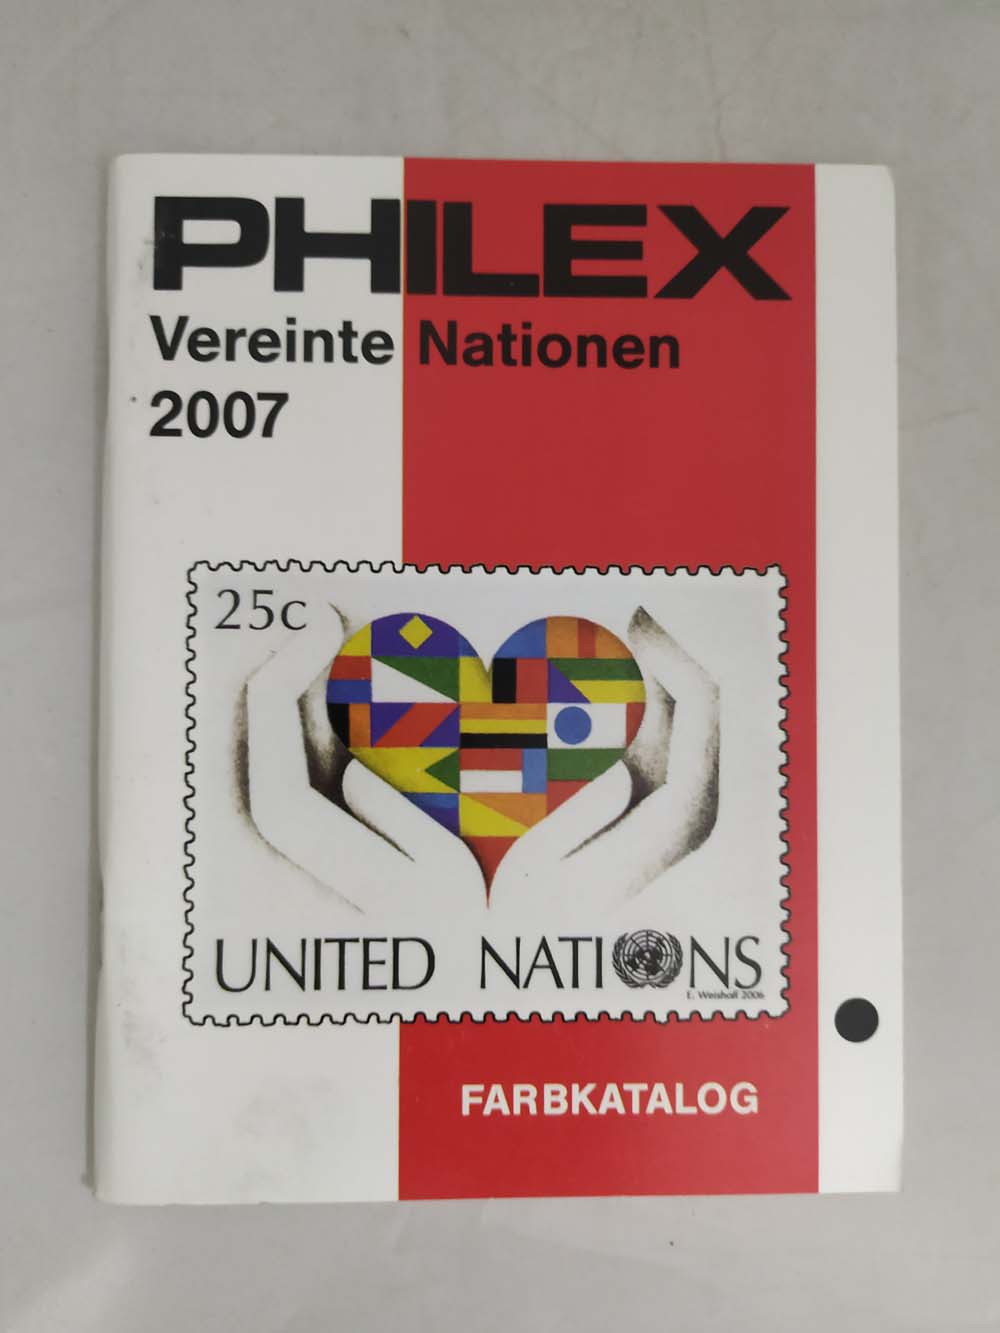 PHILEX
Vereinte Nationen
2007
25c
UNITED NATIONS
E. Weishoff 2006
FARBKATALOG